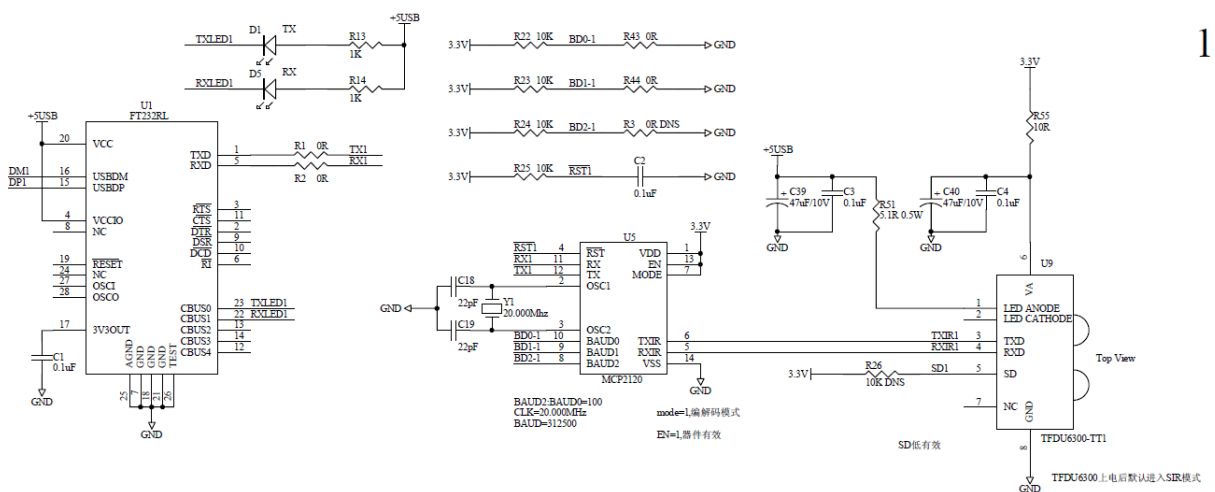 1
+5USB
TXLED1 D1 TX R13 1K
RXLED1 D5 RX R14 1K
3.3V R22 10K BD0-1 R43 0R GND
3.3V R23 10K BD1-1 R44 0R GND
3.3V R24 10K BD2-1 R3 0R DNS GND
3.3V R25 10K RST1 C2 0.1uF GND
U1
FT232RL
+5USB
20 VCC
DM1 16 USBDM
DP1 15 USBDP
4 VCCIO
8 NC
19 RESET
24 NC
27 OSCI
28 OSCO
17 3V3OUT
C1
0.1uF
GND
TXD 1 R1 0R TX1
RXD 5 R2 0R RX1
RTS 3
CTS 11
DTR 2
DSR 9
DCD 10
RI 6
CBUS0 23 TXLED1
CBUS1 22 RXLED1
CBUS2 13
CBUS3 14
CBUS4 12
AGND GND GND GND TEST
25 7 18 21 26
GND
U5
3.3V
RST1 4 RST
RX1 11 RX
TX1 12 TX
2 OSC1
3 OSC2
BD0-1 10 BAUD0
BD1-1 9 BAUD1
BD2-1 8 BAUD2
VDD 1
EN 13
MODE 7
TXIR 6
RXIR 5
VSS 14
MCP2120
GND
GND
C18
22pF
C19
22pF
Y1
20.000Mhz
BAUD2:BAUD0=100
CLK=20.000MHz
BAUD=312500
mode=1,编解码模式
EN=1,器件有效
+5USB
C39
47uF/10V
C3
0.1uF
GND
R51
5.1R 0.5W
3.3V
R55
10R
C40
47uF/10V
C4
0.1uF
GND
6 U9
VA
1 LED ANODE
2 LED CATHODE
TXIR1 3 TXD
RXIR1 4 RXD
3.3V R26 10K DNS SD1 5 SD
7 NC
GND
8
GND
Top View
TFDU6300-TT1
SD低有效
TFDU6300上电后默认进入SIR模式